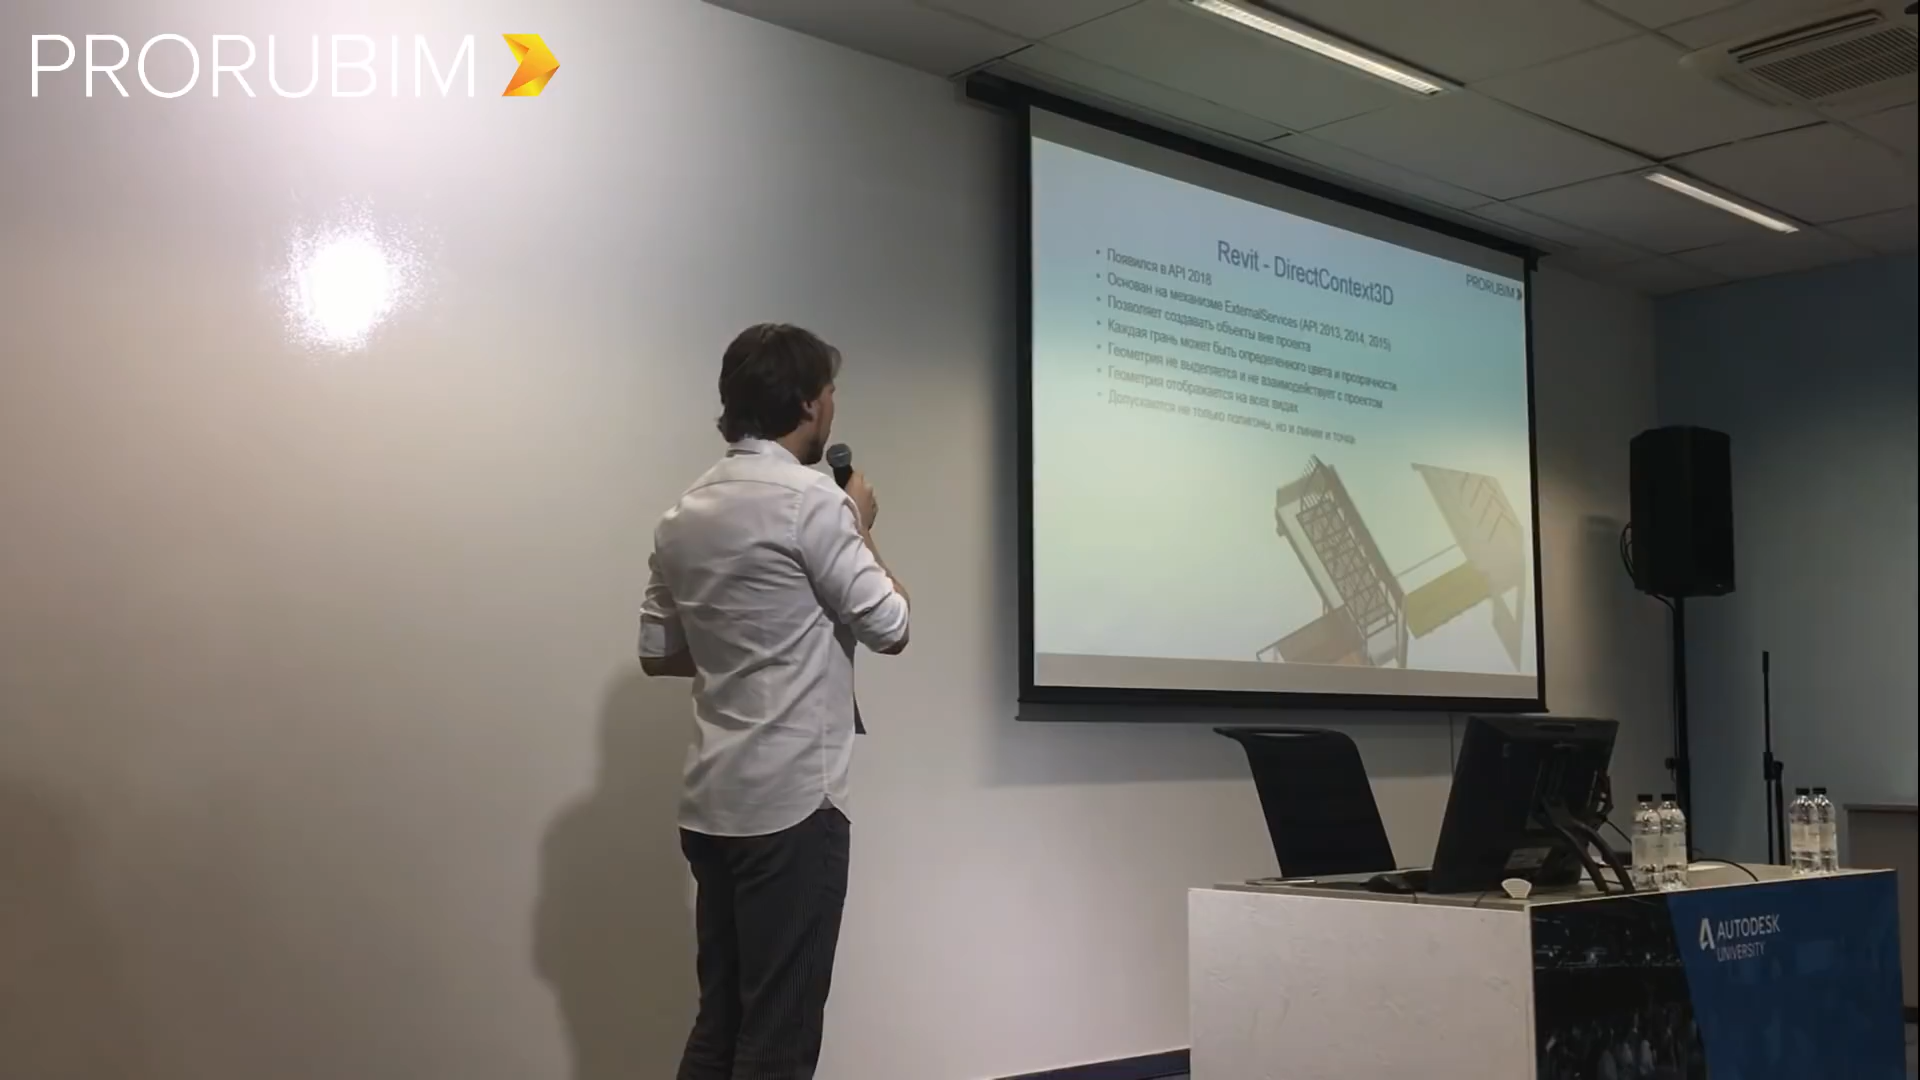 PRORUBIM
Revit - DirectContext3D
PRORUBIM
• Появился в API 2018
• Основан на механизме ExternalServices (API 2013, 2014, 2015)
• Позволяет создавать объекты вне проекта
• Каждая грань может быть определенного цвета и прозрачности
• Геометрия не выделяется и не взаимодействует с проектом
• Геометрия отображается на всех видах
• Допускаются не только полигоны, но и линии и точки
AUTODESK
UNIVERSITY